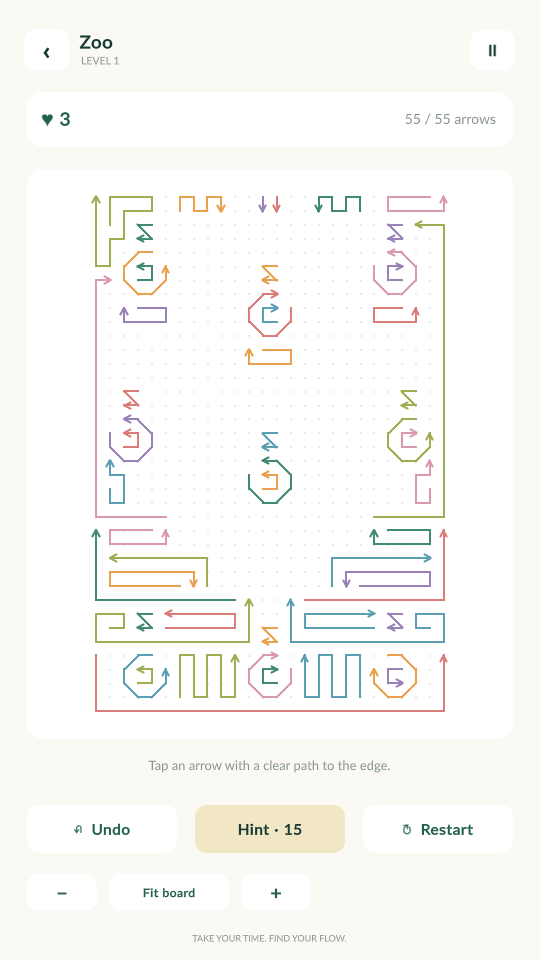 Zoo
LEVEL 1
♥ 3
55 / 55 arrows
Tap an arrow with a clear path to the edge.
Undo
Hint · 15
Restart
−
Fit board
+
TAKE YOUR TIME. FIND YOUR FLOW.